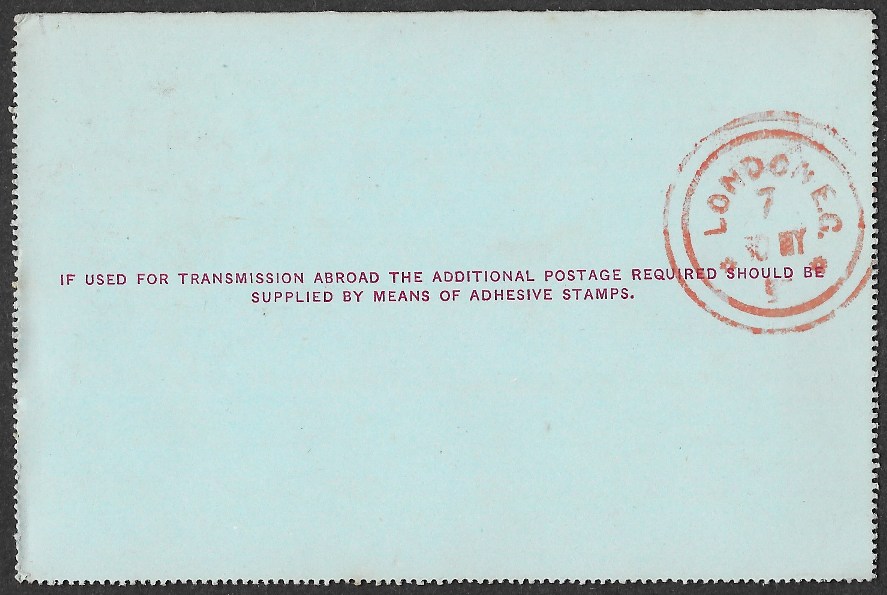 LONDON E.C.
7
MY
IF USED FOR TRANSMISSION ABROAD THE ADDITIONAL POSTAGE REQUIRED SHOULD BE
SUPPLIED BY MEANS OF ADHESIVE STAMPS.